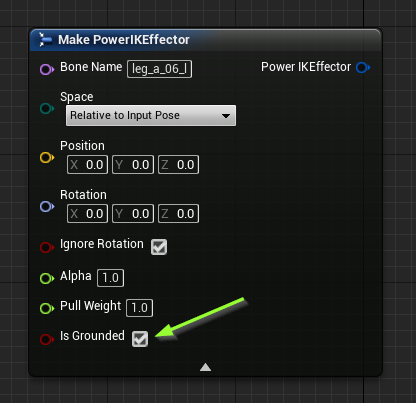 Make PowerIKEffector
Bone Name leg_a_06_l Power IKEffector
Space
Relative to Input Pose
Position
X 0.0 Y 0.0 Z 0.0
Rotation
X 0.0 Y 0.0 Z 0.0
Ignore Rotation
Alpha 1.0
Pull Weight 1.0
Is Grounded